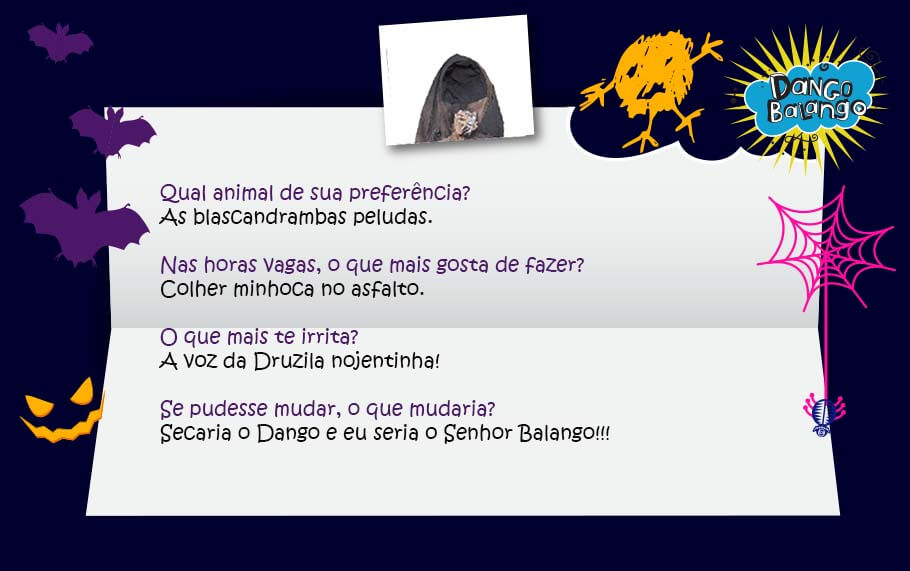 DANGO
BALANGO
Qual animal de sua preferência?
As blascandrambas peludas.
Nas horas vagas, o que mais gosta de fazer?
Colher minhoca no asfalto.
O que mais te irrita?
A voz da Druzila nojentinha!
Se pudesse mudar, o que mudaria?
Secaria o Dango e eu seria o Senhor Balango!!!